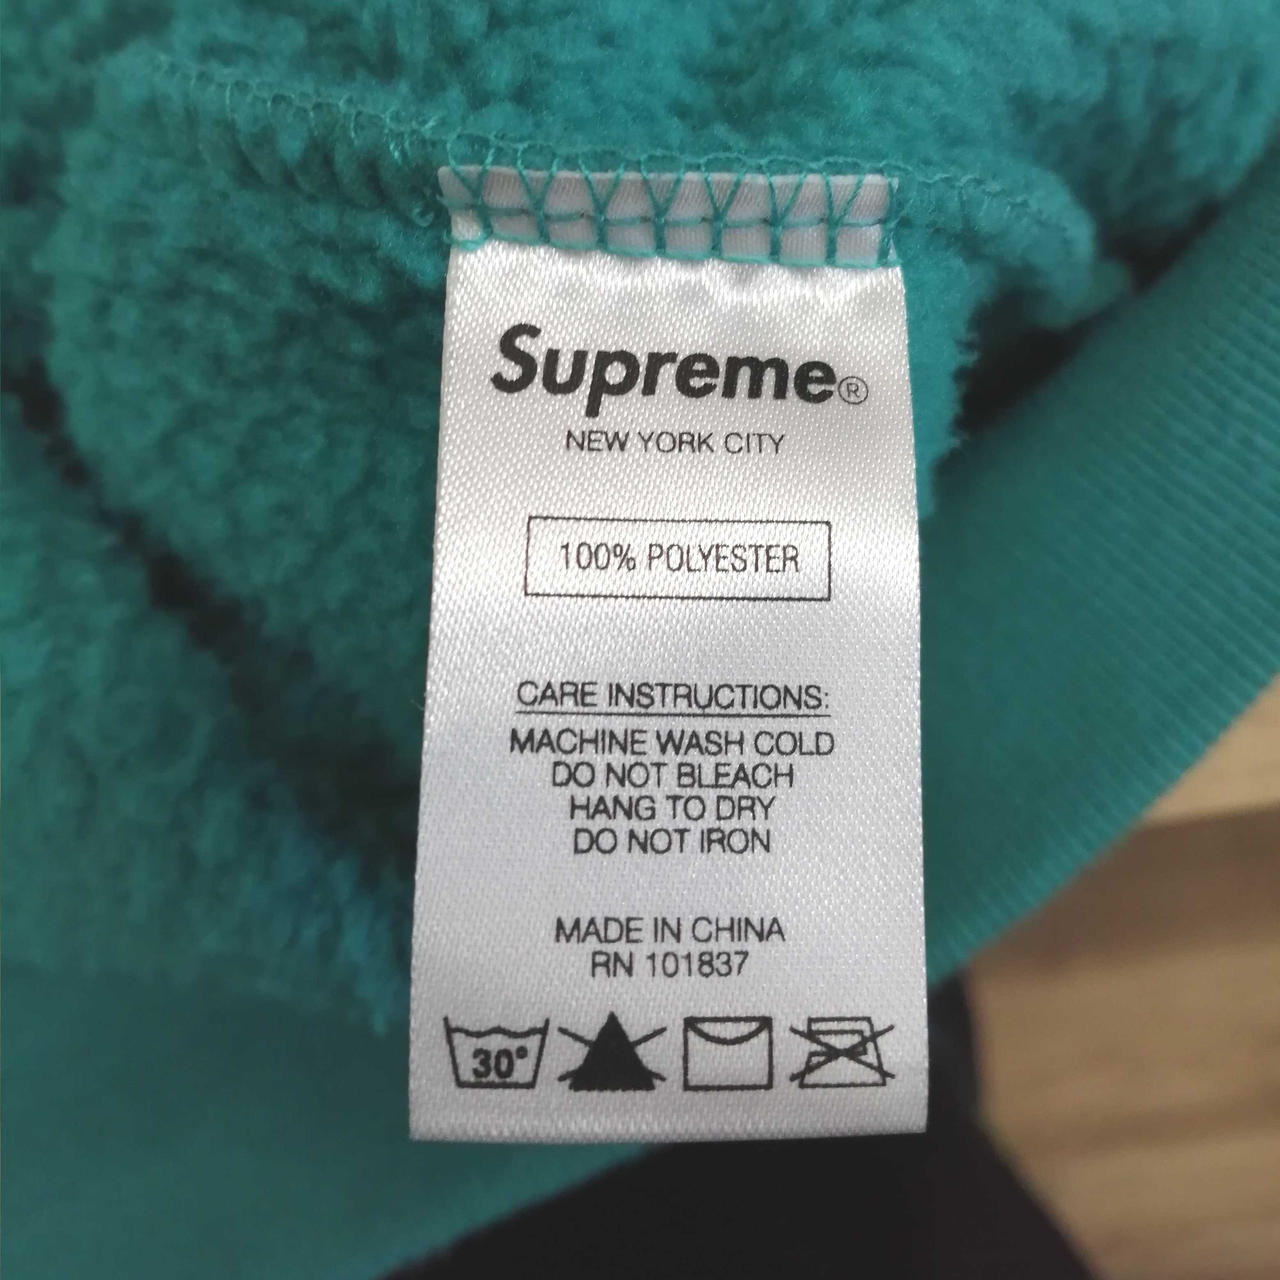 Supreme®
NEW YORK CITY
100% POLYESTER
CARE INSTRUCTIONS:
MACHINE WASH COLD
DO NOT BLEACH
HANG TO DRY
DO NOT IRON
MADE IN CHINA
RN 101837
30°